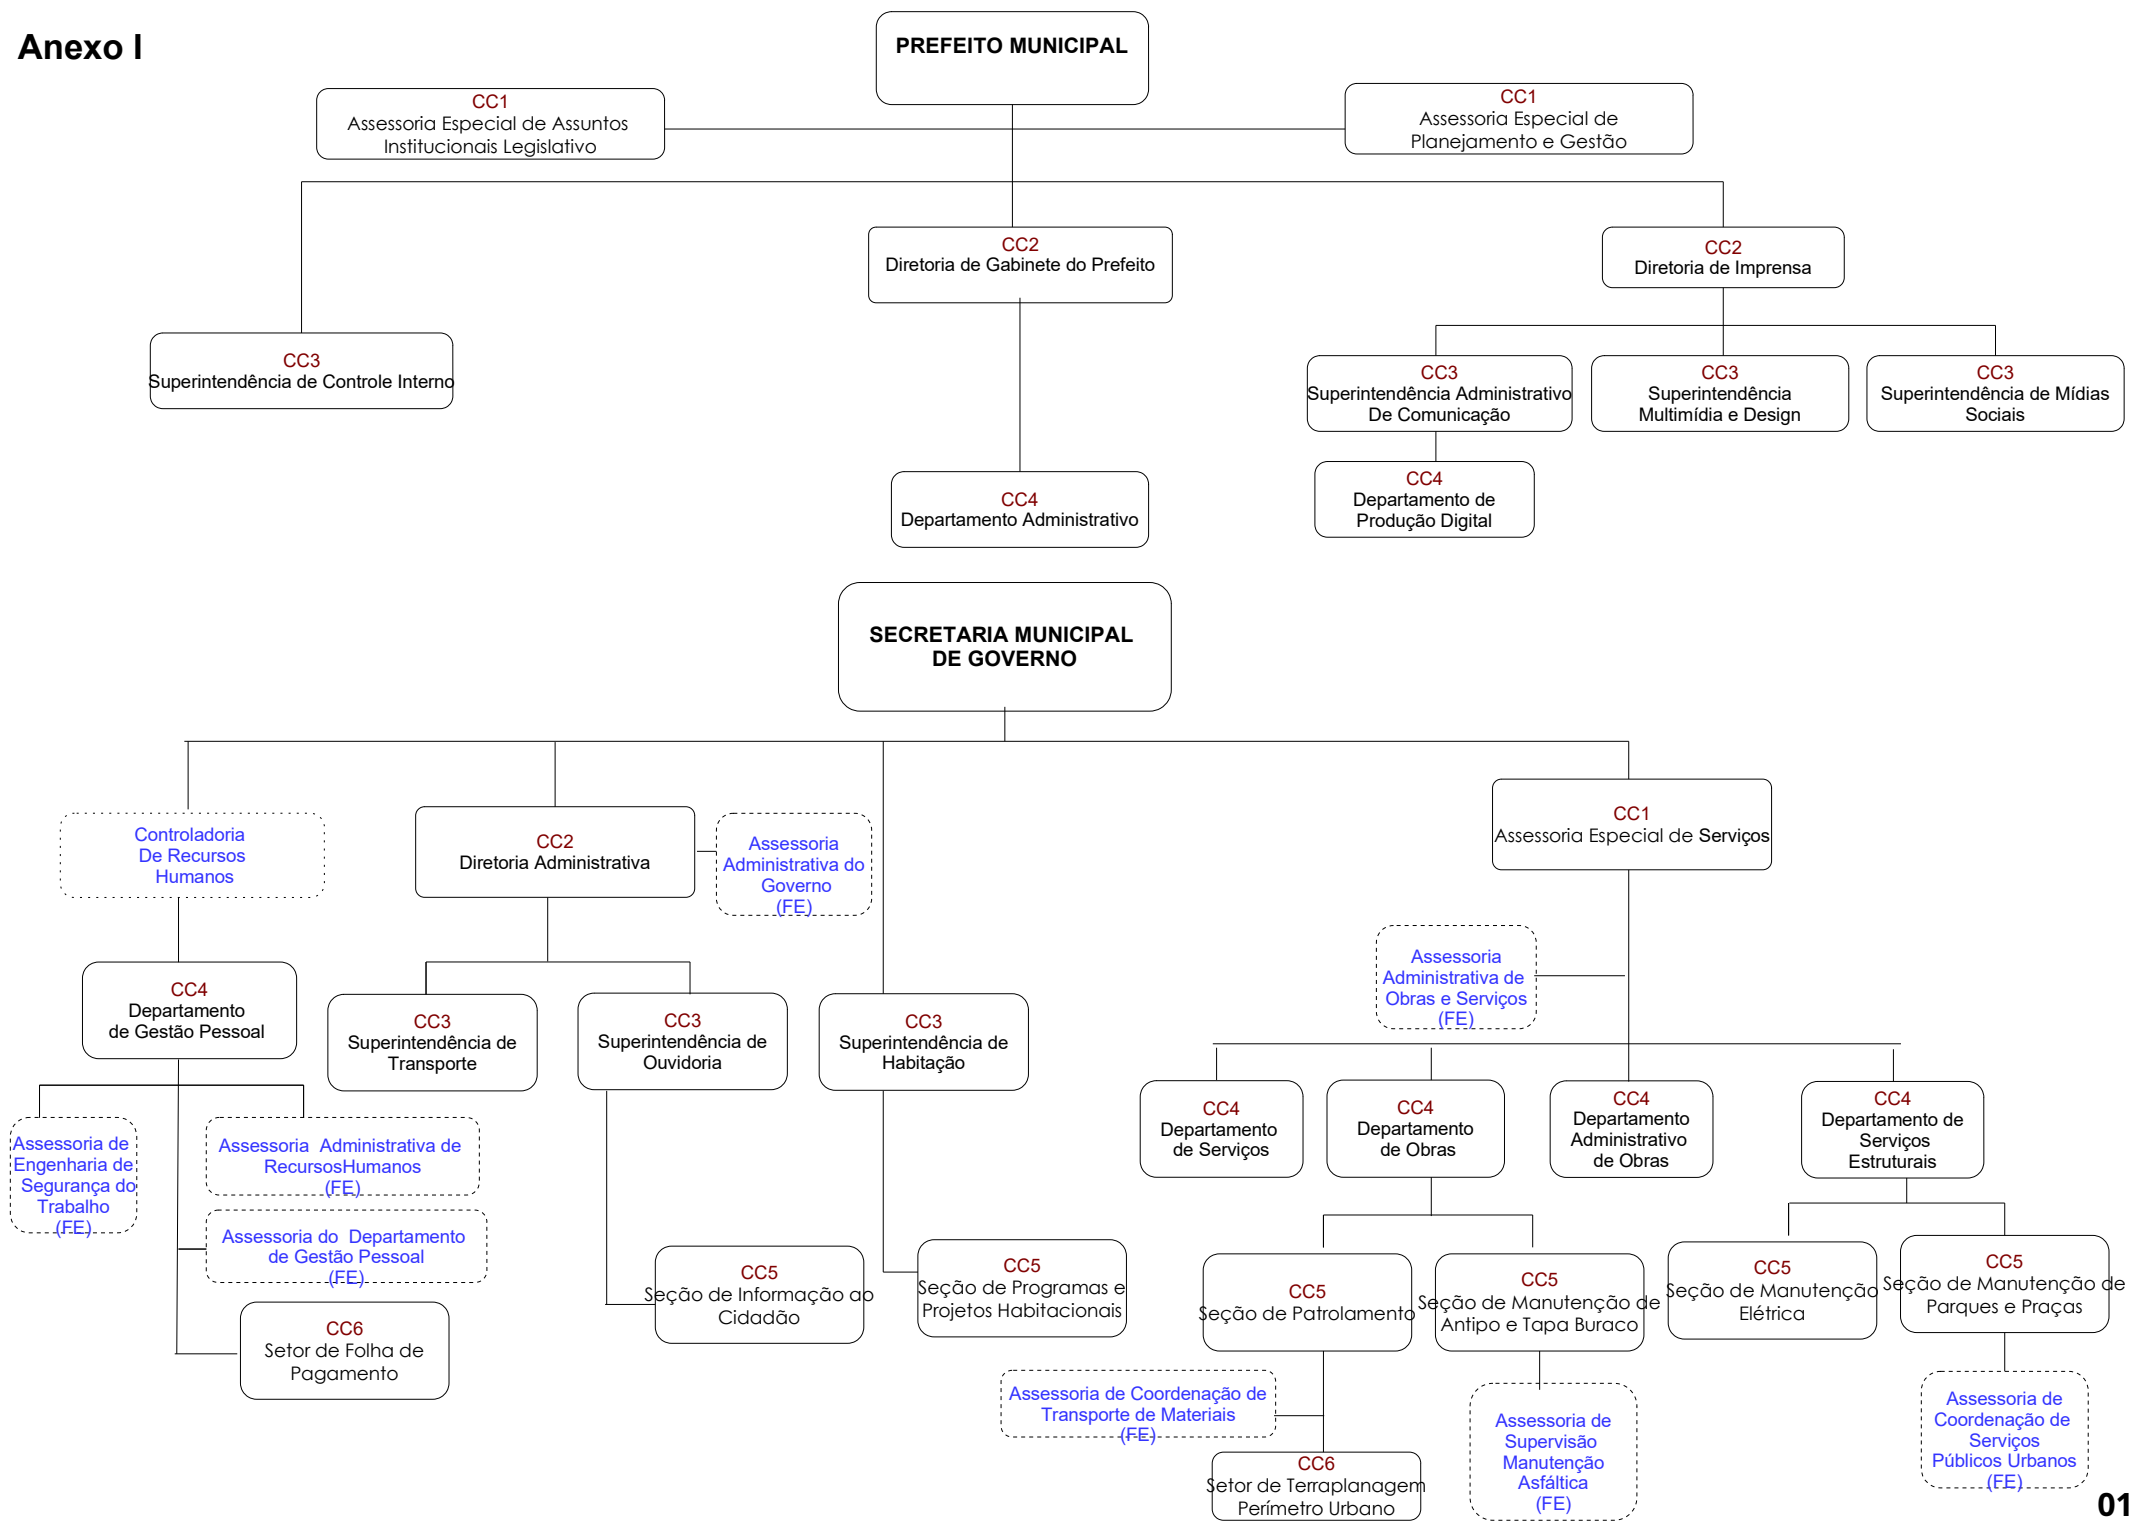 Anexo I
PREFEITO MUNICIPAL
CC1
Assessoria Especial de Assuntos
Institucionais Legislativo
CC1
Assessoria Especial de
Planejamento e Gestão
CC2
Diretoria de Gabinete do Prefeito
CC2
Diretoria de Imprensa
CC3
Superintendência de Controle Interno
CC3
Superintendência Administrativo
De Comunicação
CC3
Superintendência
Multimídia e Design
CC3
Superintendência de Mídias
Sociais
CC4
Departamento Administrativo
CC4
Departamento de
Produção Digital
SECRETARIA MUNICIPAL
DE GOVERNO
Controladoria
De Recursos
Humanos
CC2
Diretoria Administrativa
Assessoria
Administrativa do
Governo
(FE)
CC1
Assessoria Especial de Serviços
Assessoria
Administrativa de
Obras e Serviços
(FE)
CC4
Departamento
de Gestão Pessoal
CC3
Superintendência de
Transporte
CC3
Superintendência de
Ouvidoria
CC3
Superintendência de
Habitação
CC4
Departamento
de Serviços
CC4
Departamento
de Obras
CC4
Departamento
Administrativo
de Obras
CC4
Departamento de
Serviços
Estruturais
Assessoria de
Engenharia de
Segurança do
Trabalho
(FE)
Assessoria Administrativa de
RecursosHumanos
(FE)
Assessoria do Departamento
de Gestão Pessoal
(FE)
CC6
Setor de Folha de
Pagamento
CC5
Seção de Informação ao
Cidadão
CC5
Seção de Programas e
Projetos Habitacionais
CC5
Seção de Patrolamento
CC5
Seção de Manutenção de
Antipo e Tapa Buraco
CC5
Seção de Manutenção
Elétrica
CC5
Seção de Manutenção de
Parques e Praças
Assessoria de Coordenação de
Transporte de Materiais
(FE)
CC6
Setor de Terraplanagem
Perímetro Urbano
Assessoria de
Supervisão
Manutenção
Asfáltica
(FE)
Assessoria de
Coordenação de
Serviços
Públicos Urbanos
(FE)
01